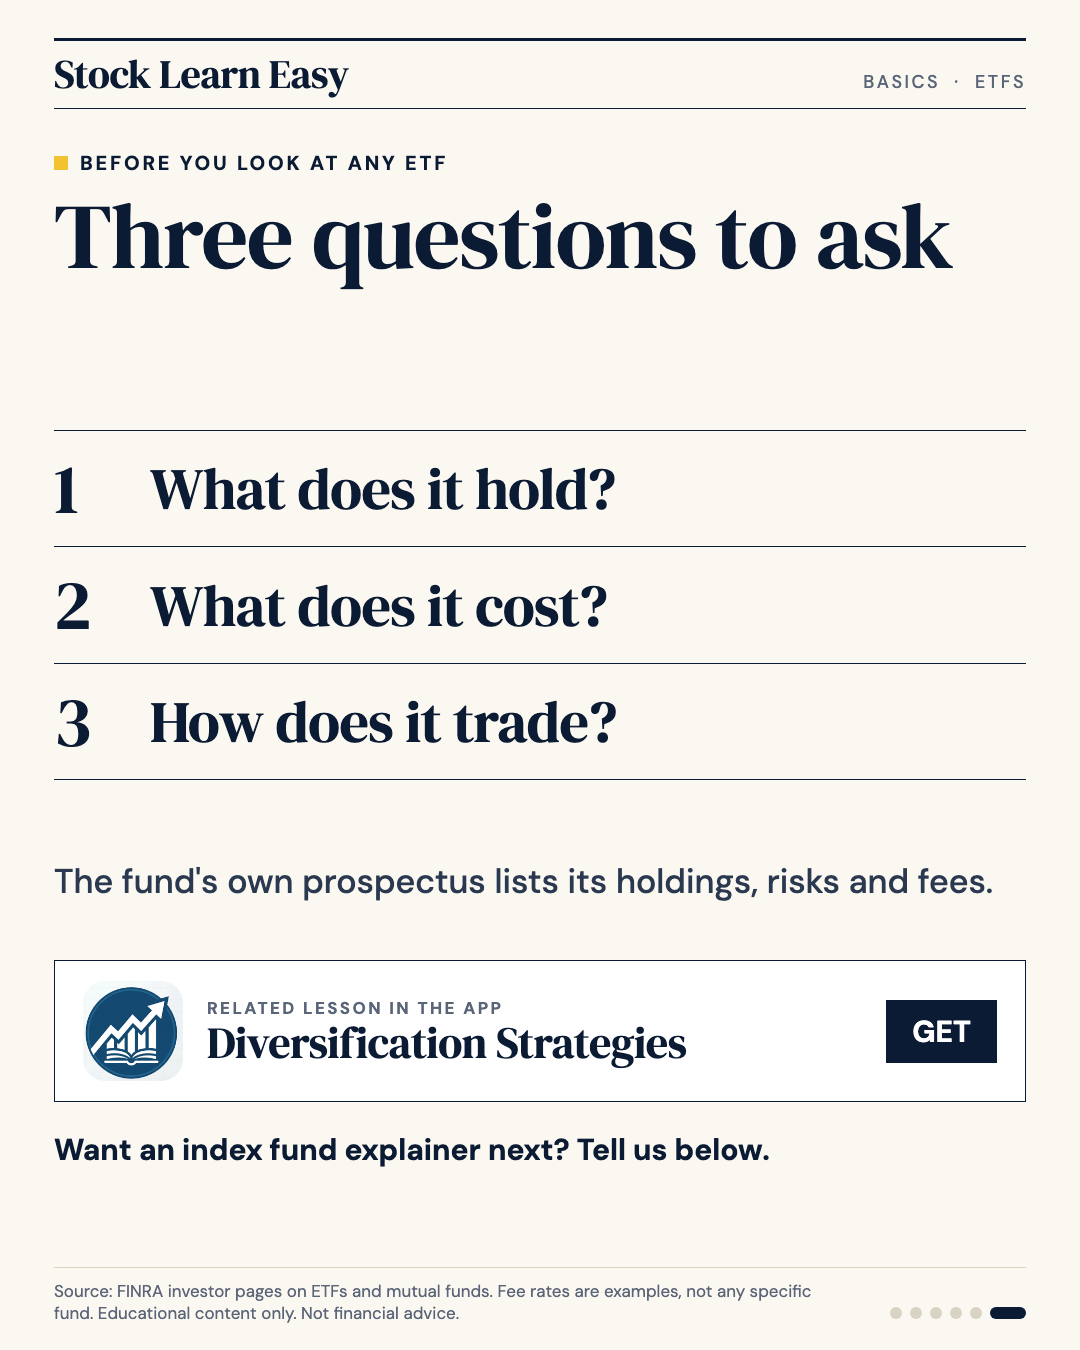 Stock Learn Easy
BASICS · ETFS
BEFORE YOU LOOK AT ANY ETF
Three questions to ask
1 What does it hold?
2 What does it cost?
3 How does it trade?
The fund's own prospectus lists its holdings, risks and fees.
RELATED LESSON IN THE APP
Diversification Strategies
GET
Want an index fund explainer next? Tell us below.
Source: FINRA investor pages on ETFs and mutual funds. Fee rates are examples, not any specific
fund. Educational content only. Not financial advice.